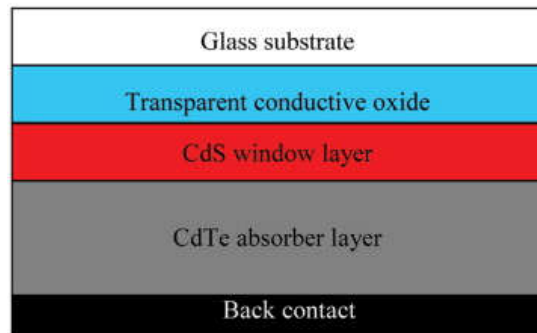 Glass substrate
Transparent conductive oxide
CdS window layer
CdTe absorber layer
Back contact